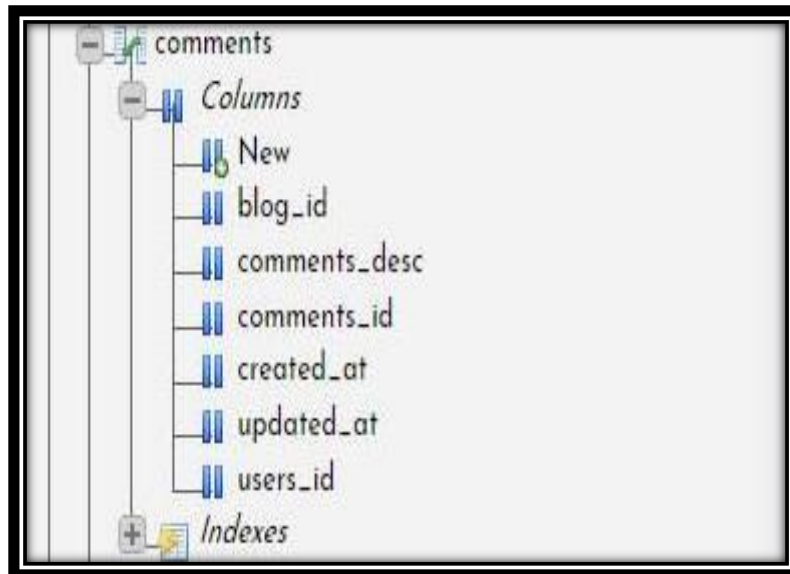 comments
Columns
New
blog_id
comments_desc
comments_id
created_at
updated_at
users_id
Indexes